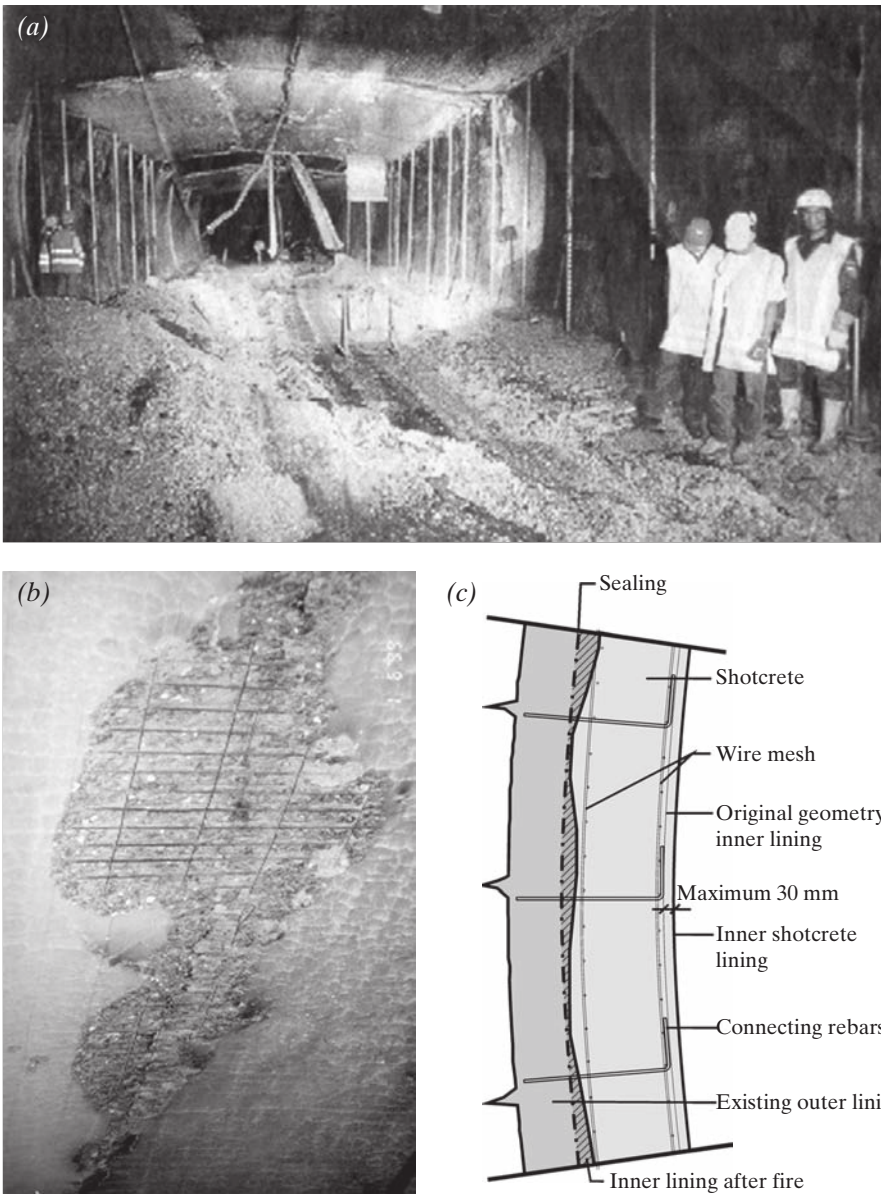 (a)
(b)
(c)
Sealing
Shotcrete
Wire mesh
Original geometry
inner lining
Maximum 30 mm
Inner shotcrete
lining
Connecting rebars
Existing outer lini
Inner lining after fire